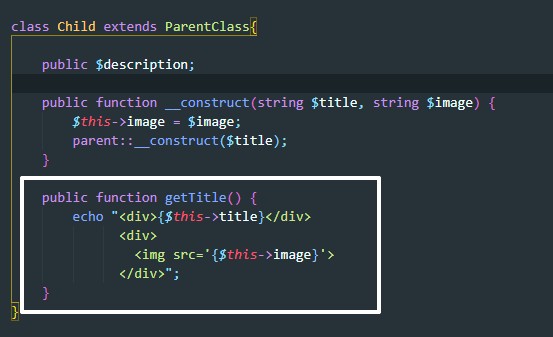 class Child extends ParentClass{
public $description;
public function __construct(string $title, string $image) {
$this->image = $image;
parent::__construct($title);
}
public function getTitle() {
echo "<div>{$this->title}</div>
<div>
<img src='{$this->image}'>
</div>";
}
}